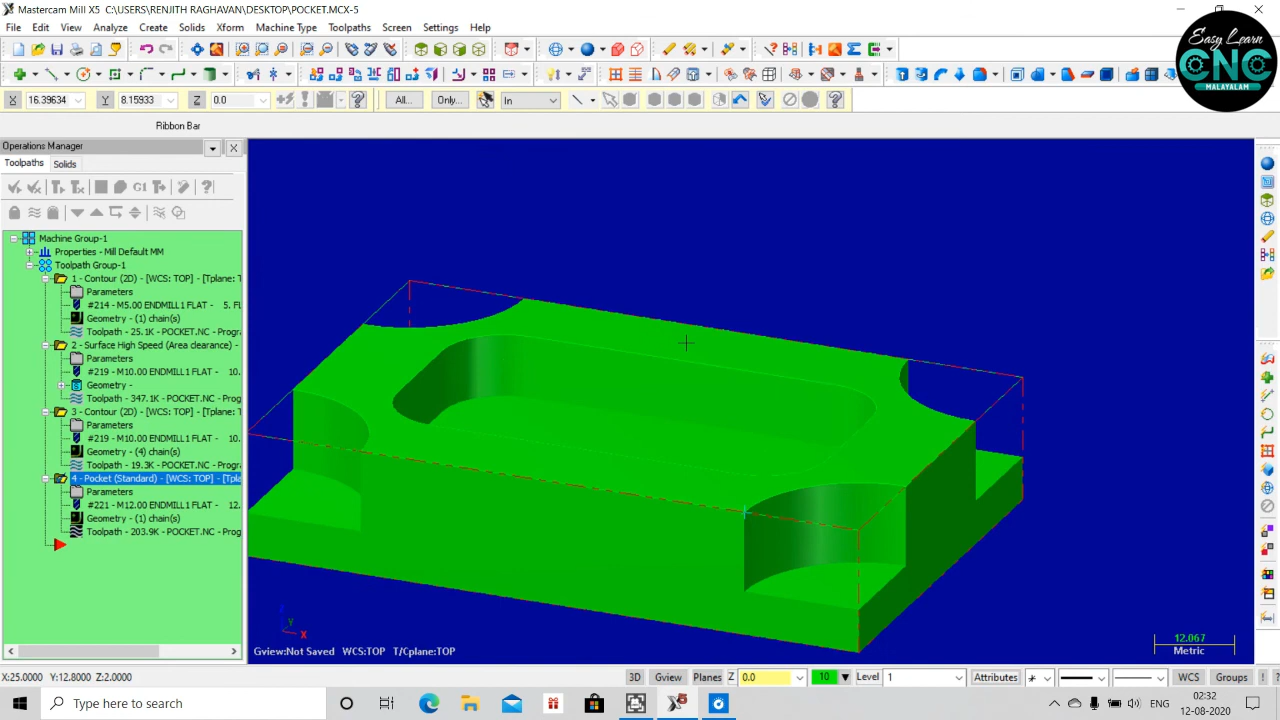 Mastercam Mill X5 C:\USERS\RENJITH RAGHAVAN\DESKTOP\POCKET.MCX-5
File Edit View Analyze Create Solids Xform Machine Type Toolpaths Screen Settings Help
X 16.39634 Y 8.15933 Z 0.0 All... Only... In
Ribbon Bar
Operations Manager
Toolpaths Solids
G1
Machine Group-1
Properties - Mill Default MM
Toolpath Group-1
1 - Contour (2D) - [WCS: TOP] - [Tplane: T
Parameters
#214 - M5.00 ENDMILL1 FLAT - 5. FL
Geometry - (1) chain(s)
Toolpath - 25.1K - POCKET.NC - Progra
2 - Surface High Speed (Area clearance) -
Parameters
#219 - M10.00 ENDMILL1 FLAT - 10.
Geometry -
Toolpath - 347.1K - POCKET.NC - Prog
3 - Contour (2D) - [WCS: TOP] - [Tplane: T
Parameters
#219 - M10.00 ENDMILL1 FLAT - 10.
Geometry - (4) chain(s)
Toolpath - 19.3K - POCKET.NC - Progra
4 - Pocket (Standard) - [WCS: TOP] - [Tpla
Parameters
#221 - M12.00 ENDMILL1 FLAT - 12.
Geometry - (1) chain(s)
Toolpath - 203.9K - POCKET.NC - Prog
Easy Learn
CNC
MALAYALAM
Z
Y
X
Gview:Not Saved WCS:TOP T/Cplane:TOP
12.067
Metric
X:25.0000 Y:12.8000 Z:2.0000 3D Gview Planes Z 0.0 10 Level 1 Attributes WCS Groups ! ?
Type here to search
ENG
02:32
12-08-2020